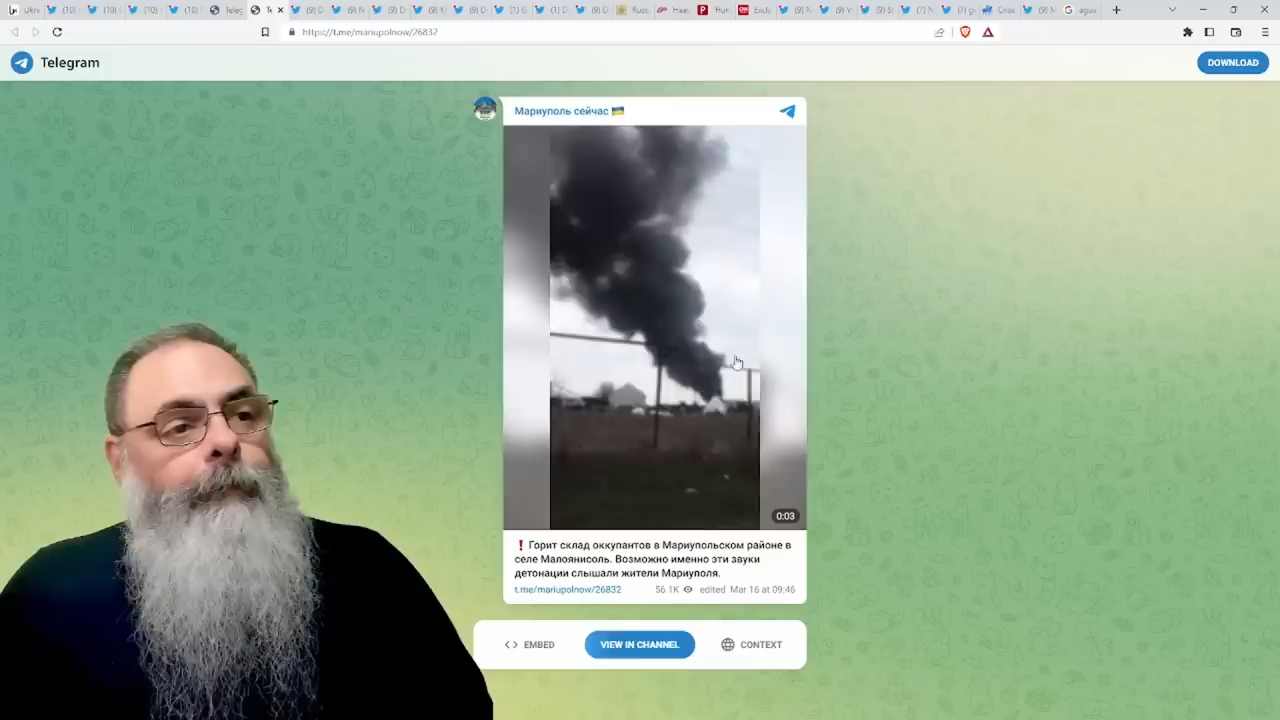 https://t.me/mariupolnow/26832
Telegram
DOWNLOAD
Мариуполь сейчас
0:03
Горит склад оккупантов в Мариупольском районе в
селе Малоянисоль. Возможно именно эти звуки
детонации слышали жители Мариуполя.
t.me/mariupolnow/26832 56.1K edited Mar 16 at 09:46
EMBED
VIEW IN CHANNEL
CONTEXT